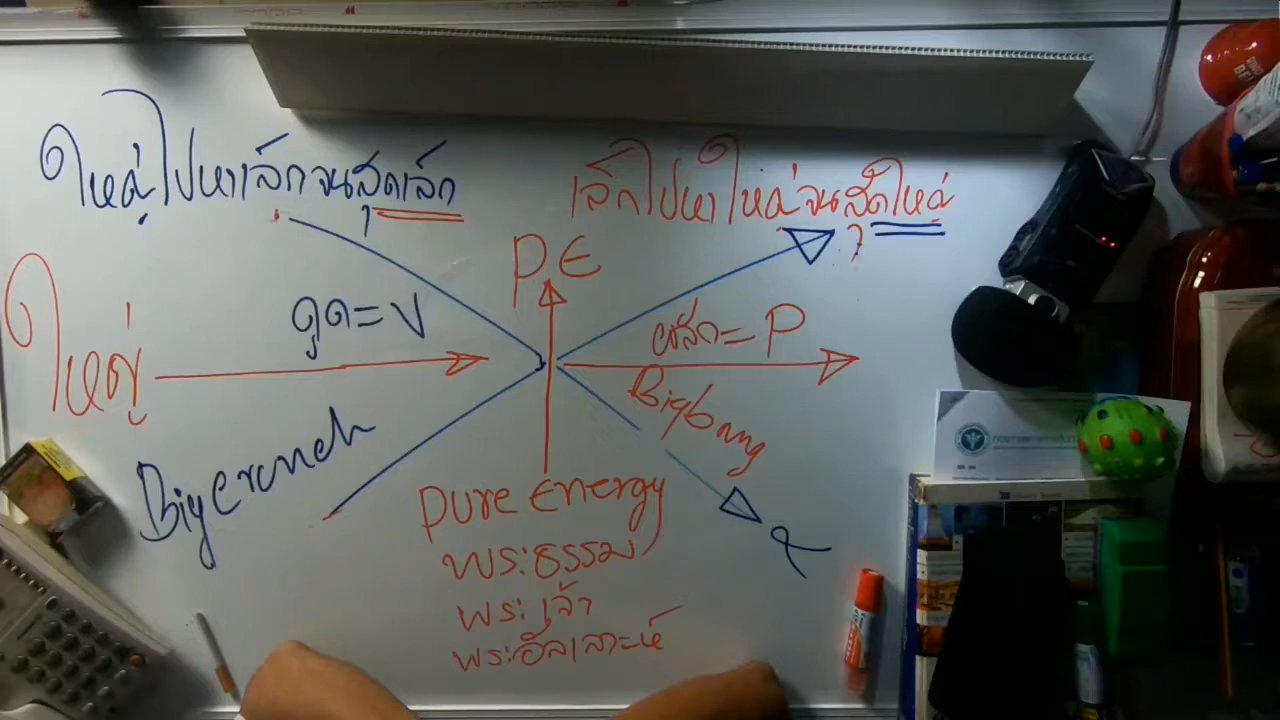 ใหญ่ไปหาเล็กจนสุดเล็ก
เล็กไปหาใหญ่จนสุดใหญ่
PE
ใหญ่
ดูด=V
ผลัก=P
Bigbang
Bigcrunch
Pure Energy
พระธรรม
พระเจ้า
พระอัลเลาะห์